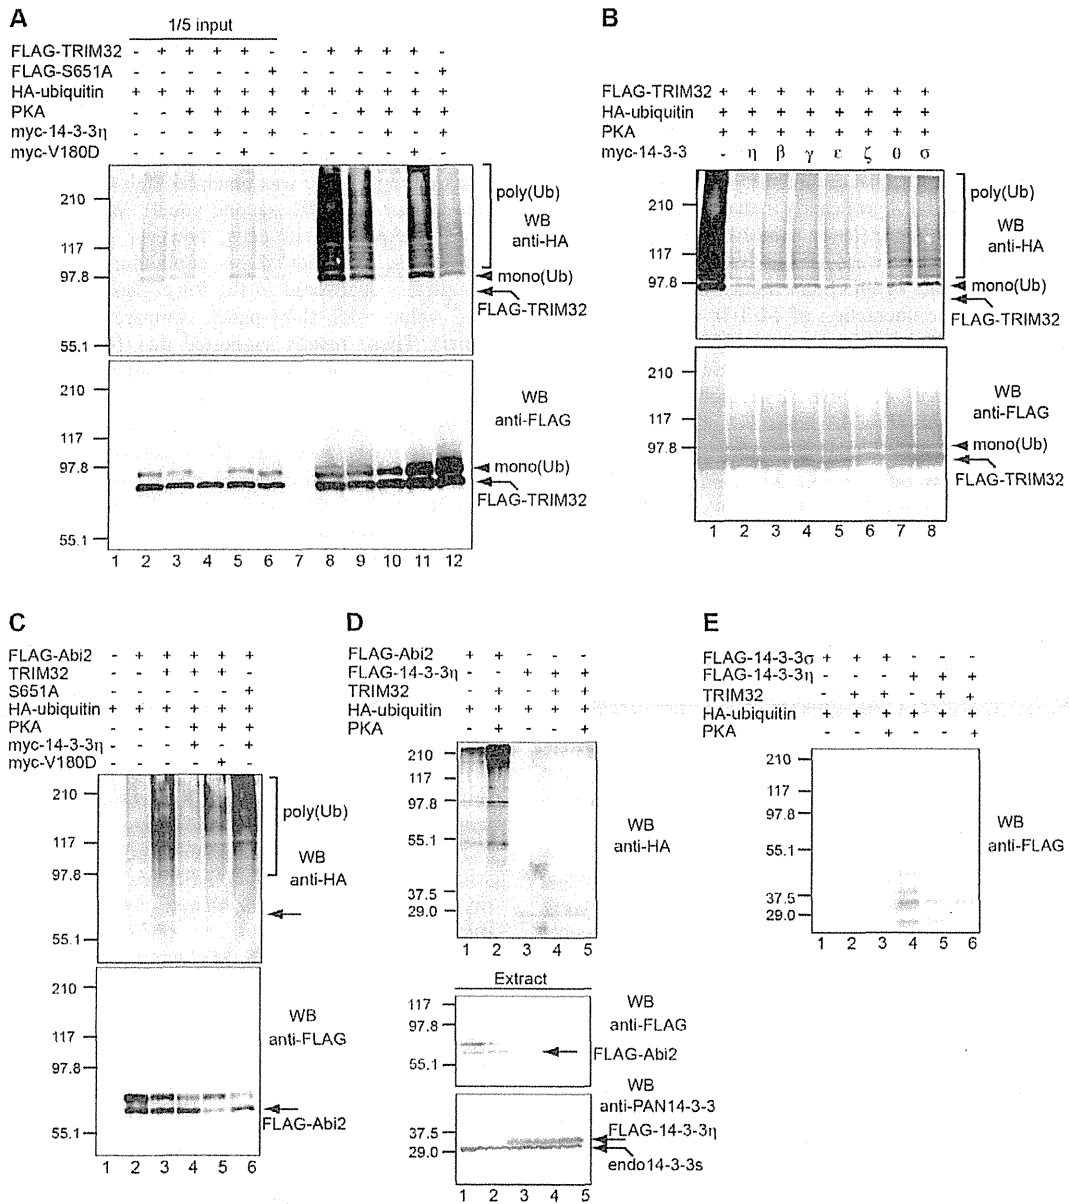 A
1/5 input
FLAG-TRIM32 - + + + + - - + + + + -
FLAG-S651A - - - - - + - - - - - +
HA-ubiquitin + + + + + + + + + + + +
PKA - - + + + + - - + + + +
myc-14-3-3η - - - + - + - - - + - +
myc-V180D - - - - + - - - - - + -
210
117
97.8
55.1
poly(Ub)
WB
anti-HA
mono(Ub)
FLAG-TRIM32
210
117
97.8
55.1
WB
anti-FLAG
mono(Ub)
FLAG-TRIM32
1 2 3 4 5 6 7 8 9 10 11 12
B
FLAG-TRIM32 + + + + + + + +
HA-ubiquitin + + + + + + + +
PKA + + + + + + + +
myc-14-3-3 - η β γ ε ζ θ σ
210
117
97.8
poly(Ub)
WB
anti-HA
mono(Ub)
FLAG-TRIM32
210
117
97.8
WB
anti-FLAG
mono(Ub)
FLAG-TRIM32
1 2 3 4 5 6 7 8
C
FLAG-Abi2 - + + + + +
TRIM32 - - + + + -
S651A - - - - - +
HA-ubiquitin + + + + + +
PKA - - - + + +
myc-14-3-3η - - - + - +
myc-V180D - - - - + -
210
117
97.8
55.1
poly(Ub)
WB
anti-HA
210
117
97.8
55.1
WB
anti-FLAG
FLAG-Abi2
1 2 3 4 5 6
D
FLAG-Abi2 + + - - -
FLAG-14-3-3η - - + + +
TRIM32 - + - + +
HA-ubiquitin + + + + +
PKA - + - - +
210
117
97.8
55.1
37.5
29.0
WB
anti-HA
1 2 3 4 5
Extract
117
97.8
55.1
WB
anti-FLAG
FLAG-Abi2
WB
anti-PAN14-3-3
37.5
29.0
FLAG-14-3-3η
endo14-3-3s
1 2 3 4 5
E
FLAG-14-3-3σ + + + - - -
FLAG-14-3-3η - - - + + +
TRIM32 - + + - + +
HA-ubiquitin + + + + + +
PKA - - + - - +
210
117
97.8
55.1
37.5
29.0
WB
anti-FLAG
1 2 3 4 5 6